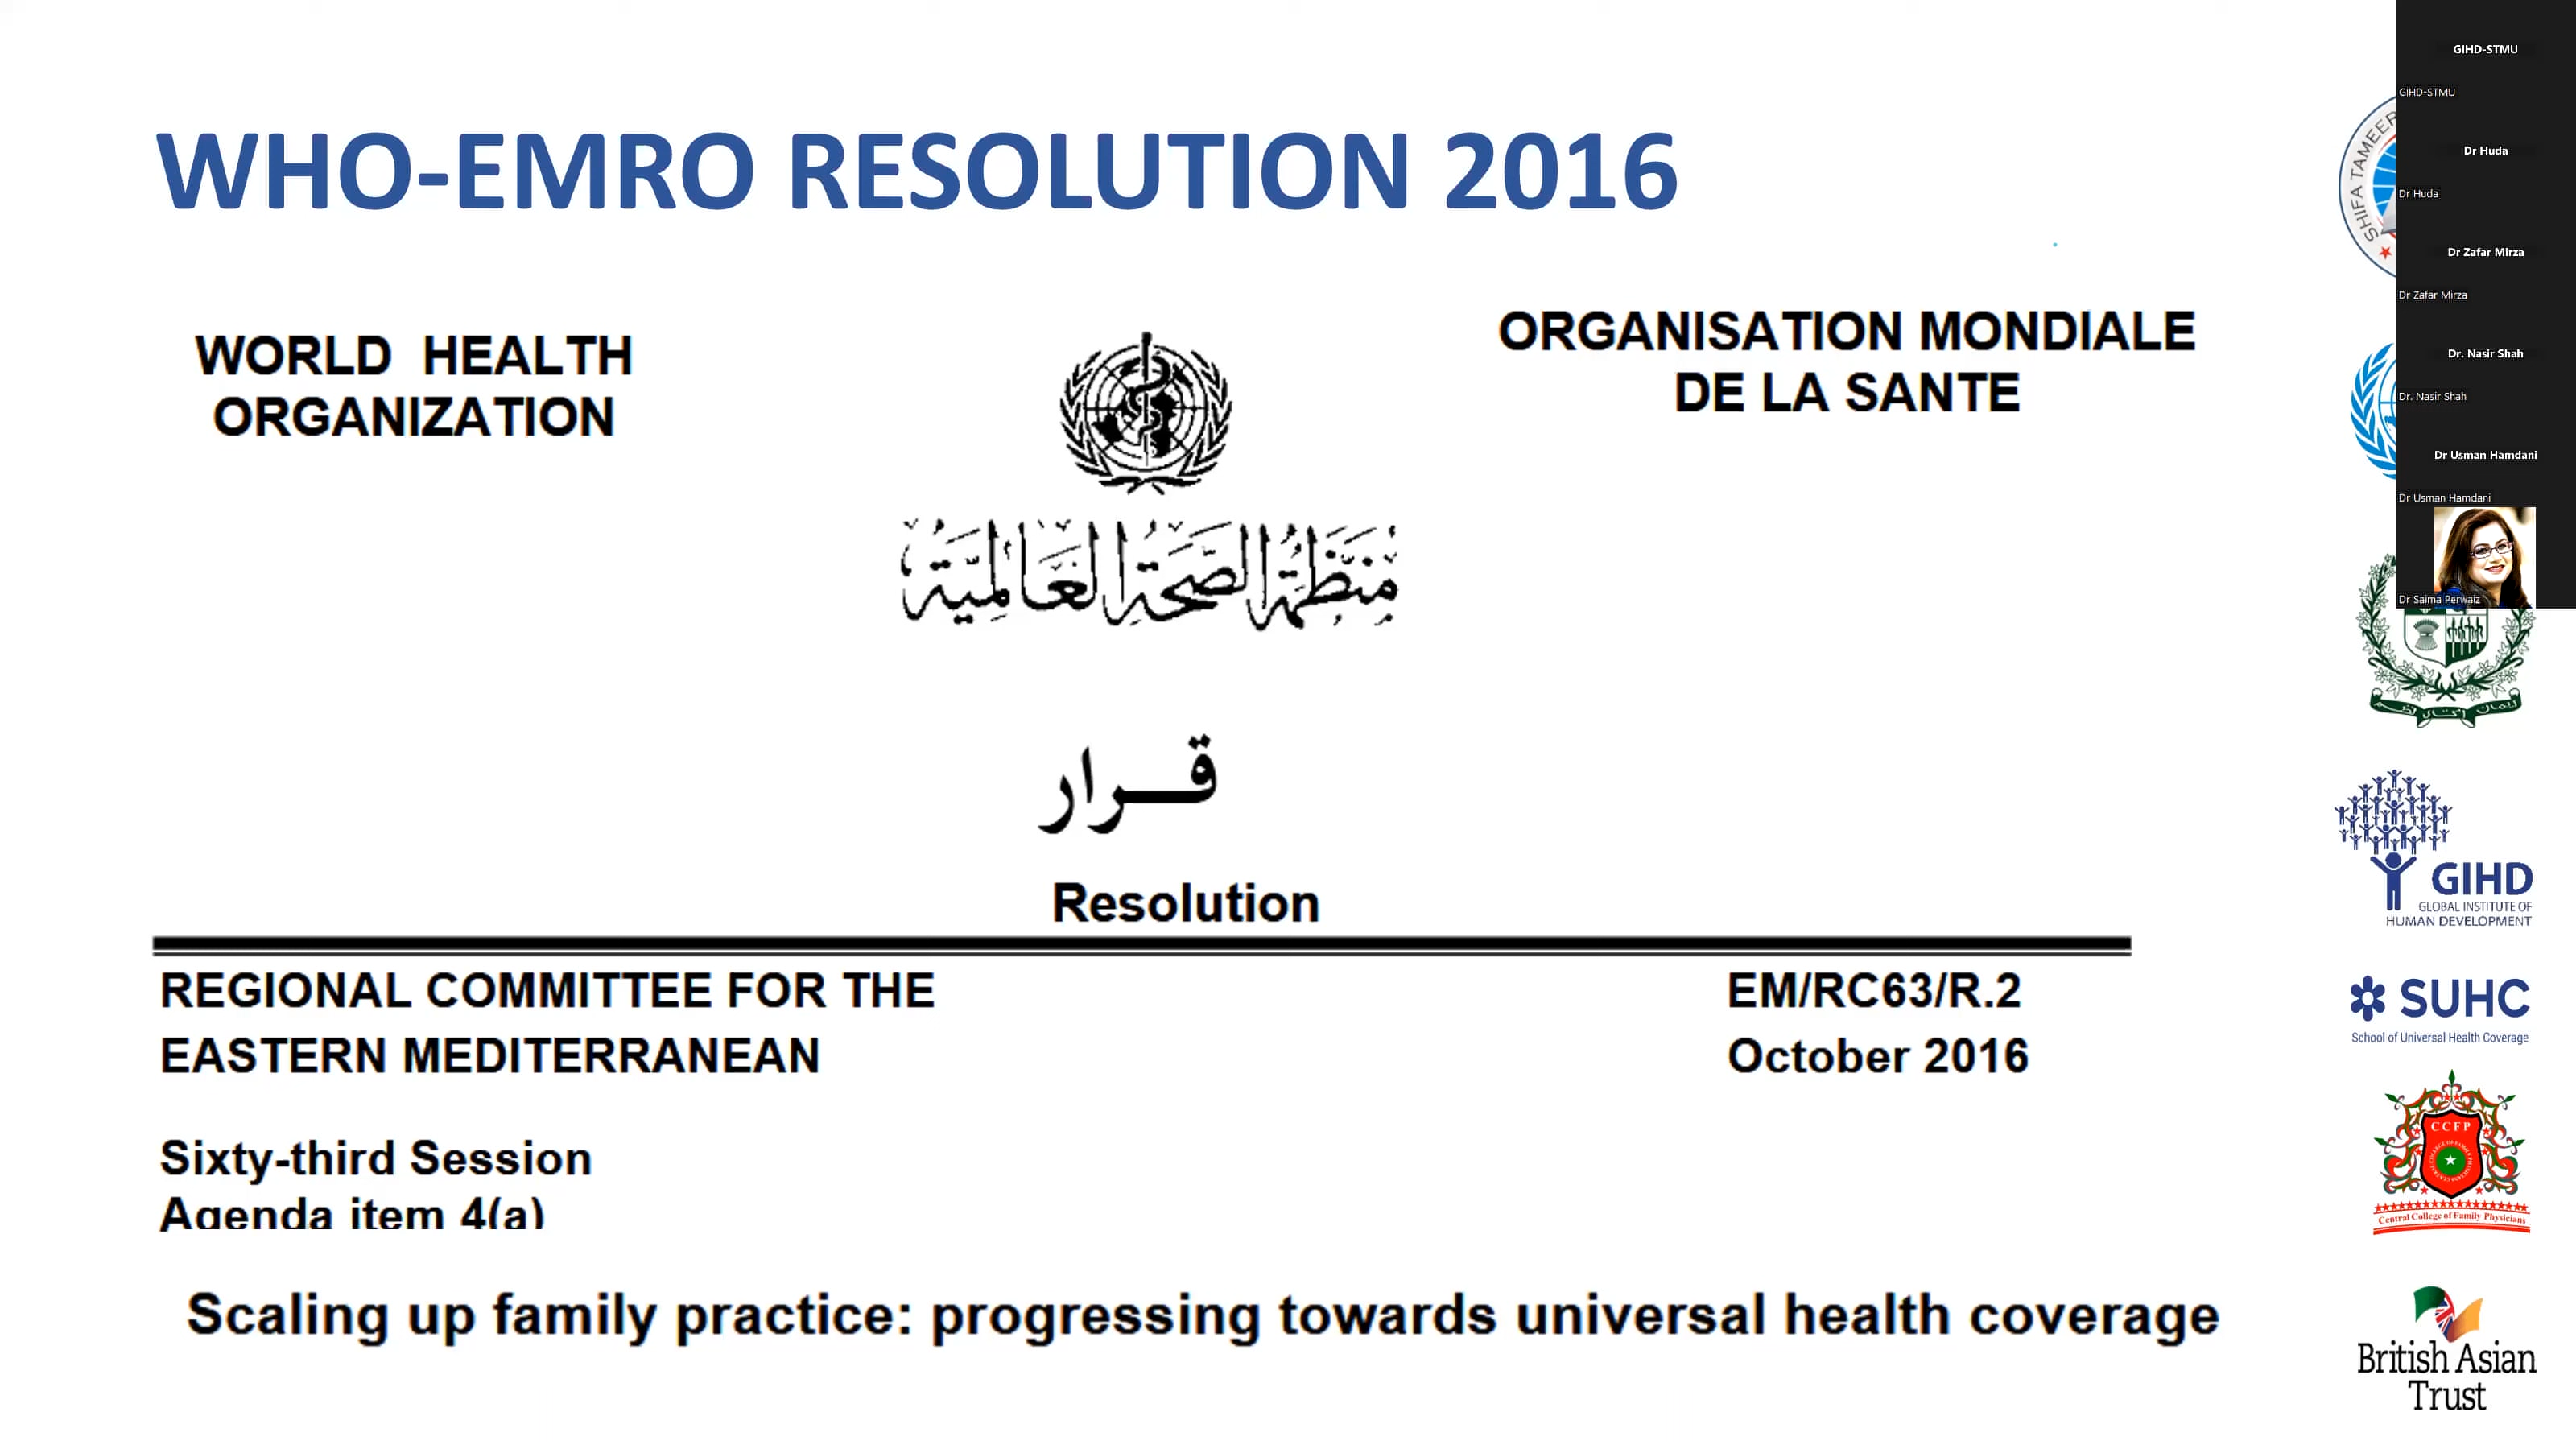 WHO-EMRO RESOLUTION 2016
WORLD HEALTH
ORGANIZATION
ORGANISATION MONDIALE
DE LA SANTE
منظمة الصحة العالمية
قرار
Resolution
REGIONAL COMMITTEE FOR THE
EASTERN MEDITERRANEAN
EM/RC63/R.2
October 2016
Sixty-third Session
Agenda item 4(a)
Scaling up family practice: progressing towards universal health coverage
GIHD-STMU
GIHD-STMU
Dr Huda
Dr Huda
Dr Zafar Mirza
Dr Zafar Mirza
Dr. Nasir Shah
Dr. Nasir Shah
Dr Usman Hamdani
Dr Usman Hamdani
Dr Saima Perwaiz
SHIFA TAMEER
GIHD
GLOBAL INSTITUTE OF
HUMAN DEVELOPMENT
SUHC
School of Universal Health Coverage
CCFP
Central College of Family Physicians
British Asian
Trust